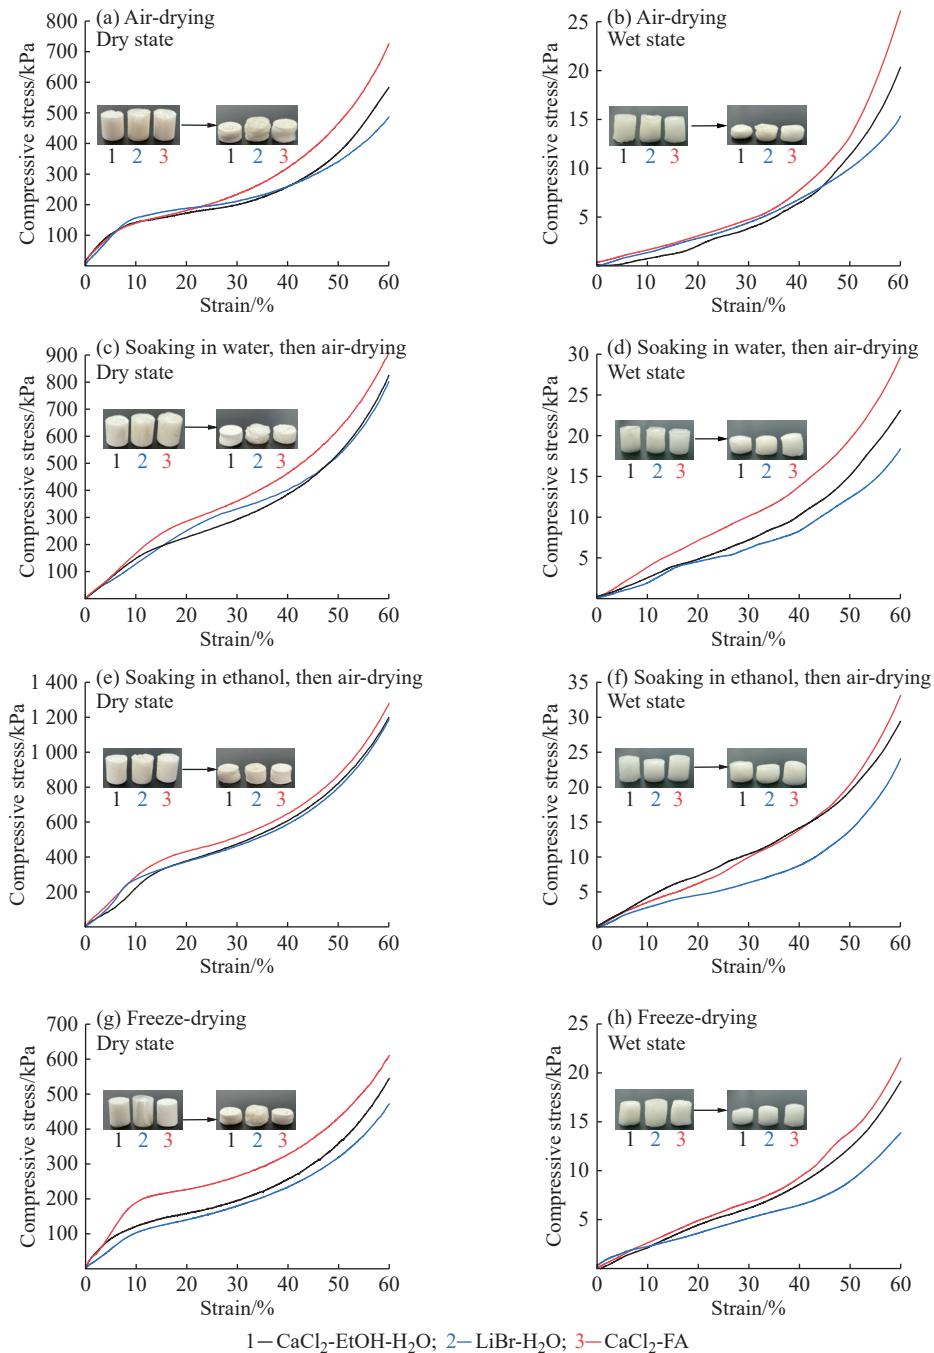 (a) Air-drying
Dry state
Compressive stress/kPa
800
700
600
500
400
300
200
100
1 2 3
1 2 3
0 10 20 30 40 50 60
Strain/%
(b) Air-drying
Wet state
Compressive stress/kPa
25
20
15
10
5
1 2 3
1 2 3
0 10 20 30 40 50 60
Strain/%
(c) Soaking in water, then air-drying
Dry state
Compressive stress/kPa
900
800
700
600
500
400
300
200
100
1 2 3
1 2 3
0 10 20 30 40 50 60
Strain/%
(d) Soaking in water, then air-drying
Wet state
Compressive stress/kPa
30
25
20
15
10
5
1 2 3
1 2 3
0 10 20 30 40 50 60
Strain/%
(e) Soaking in ethanol, then air-drying
Dry state
Compressive stress/kPa
1 400
1 200
1 000
800
600
400
200
1 2 3
1 2 3
0 10 20 30 40 50 60
Strain/%
(f) Soaking in ethanol, then air-drying
Wet state
Compressive stress/kPa
35
30
25
20
15
10
5
1 2 3
1 2 3
0 10 20 30 40 50 60
Strain/%
(g) Freeze-drying
Dry state
Compressive stress/kPa
700
600
500
400
300
200
100
1 2 3
1 2 3
0 10 20 30 40 50 60
Strain/%
(h) Freeze-drying
Wet state
Compressive stress/kPa
25
20
15
10
5
1 2 3
1 2 3
0 10 20 30 40 50 60
Strain/%
1—CaCl₂-EtOH-H₂O; 2—LiBr-H₂O; 3—CaCl₂-FA